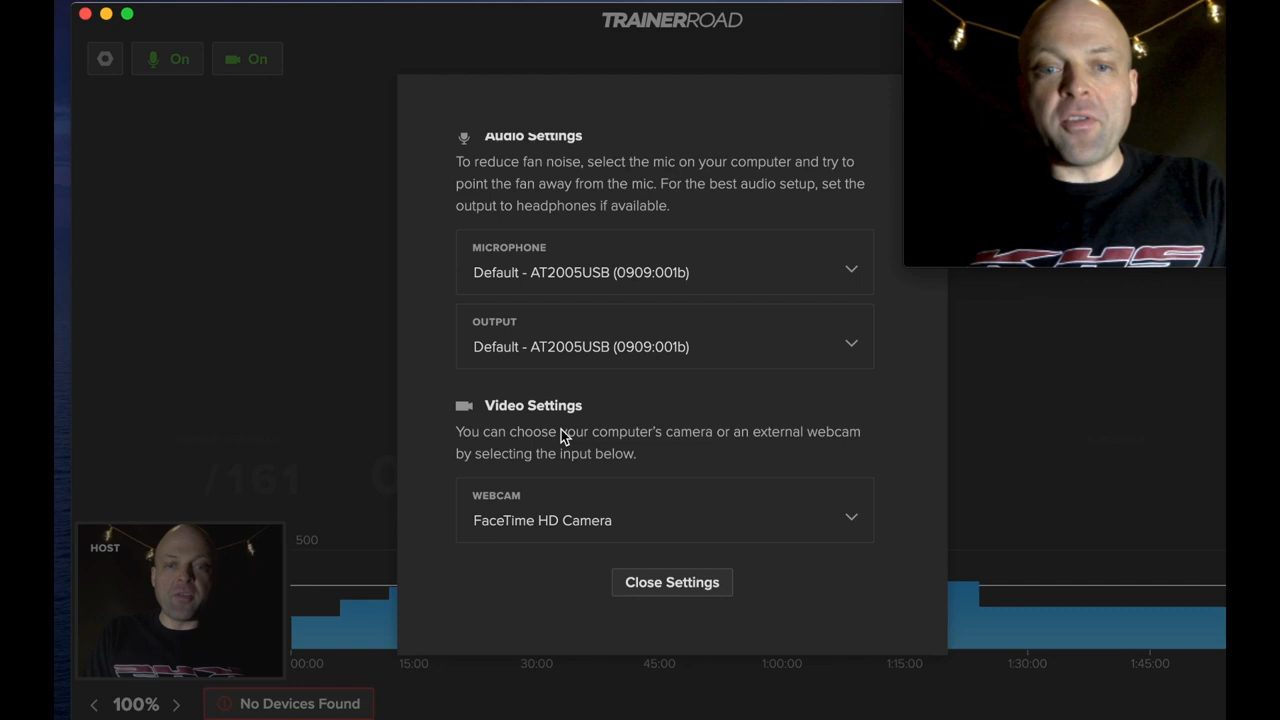 TRAINERROAD
On
On
Audio Settings
To reduce fan noise, select the mic on your computer and try to
point the fan away from the mic. For the best audio setup, set the
output to headphones if available.
MICROPHONE
Default - AT2005USB (0909:001b)
OUTPUT
Default - AT2005USB (0909:001b)
Video Settings
You can choose your computer's camera or an external webcam
by selecting the input below.
/161
WEBCAM
FaceTime HD Camera
HOST
500
Close Settings
00:00 15:00 30:00 45:00 1:00:00 1:15:00 1:30:00 1:45:00
100%
No Devices Found